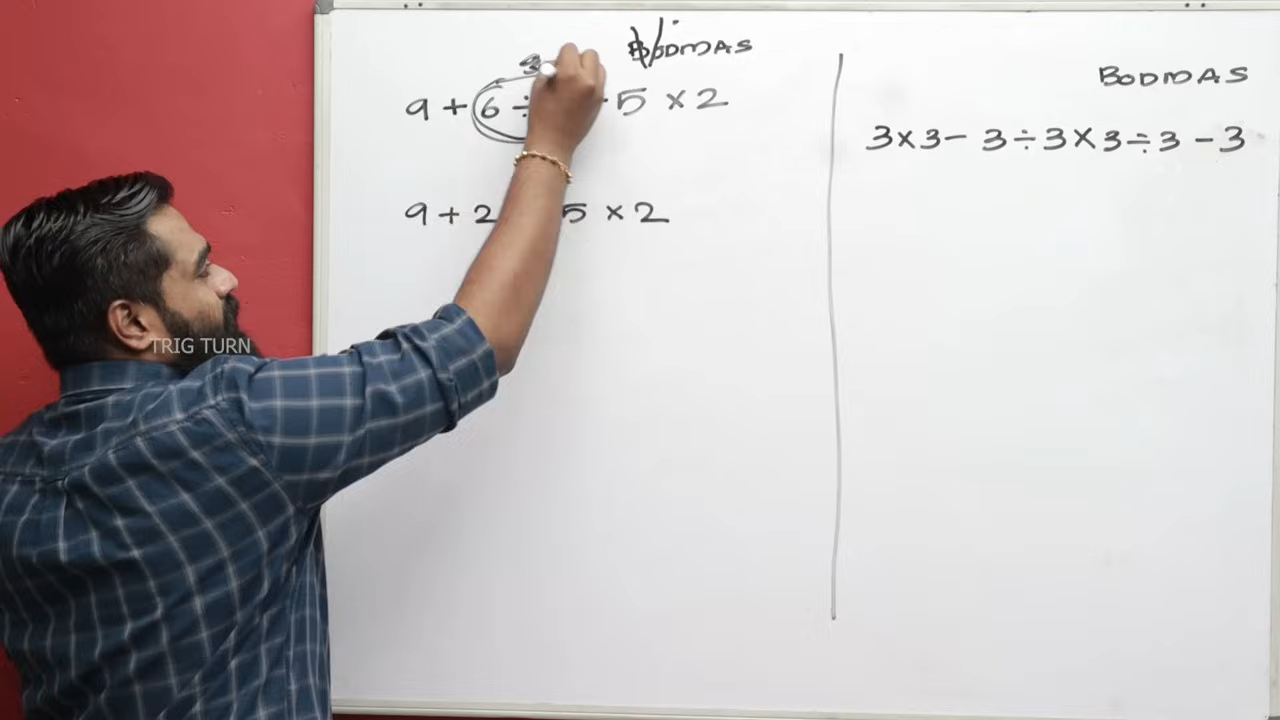 BODMAS
9 + 6 ÷ 5 × 2
9 + 2 5 × 2
BODMAS
3 × 3 − 3 ÷ 3 × 3 ÷ 3 − 3
TRIG TURN